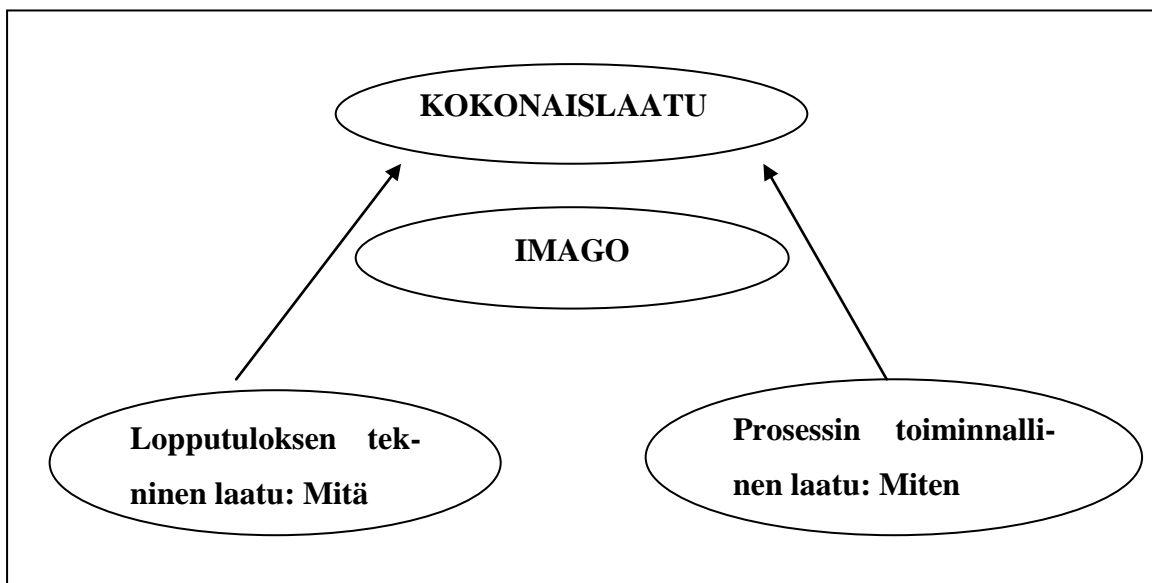 KOKONAISLAATU
IMAGO
Lopputuloksen tek-
ninen laatu: Mitä
Prosessin toiminnalli-
nen laatu: Miten